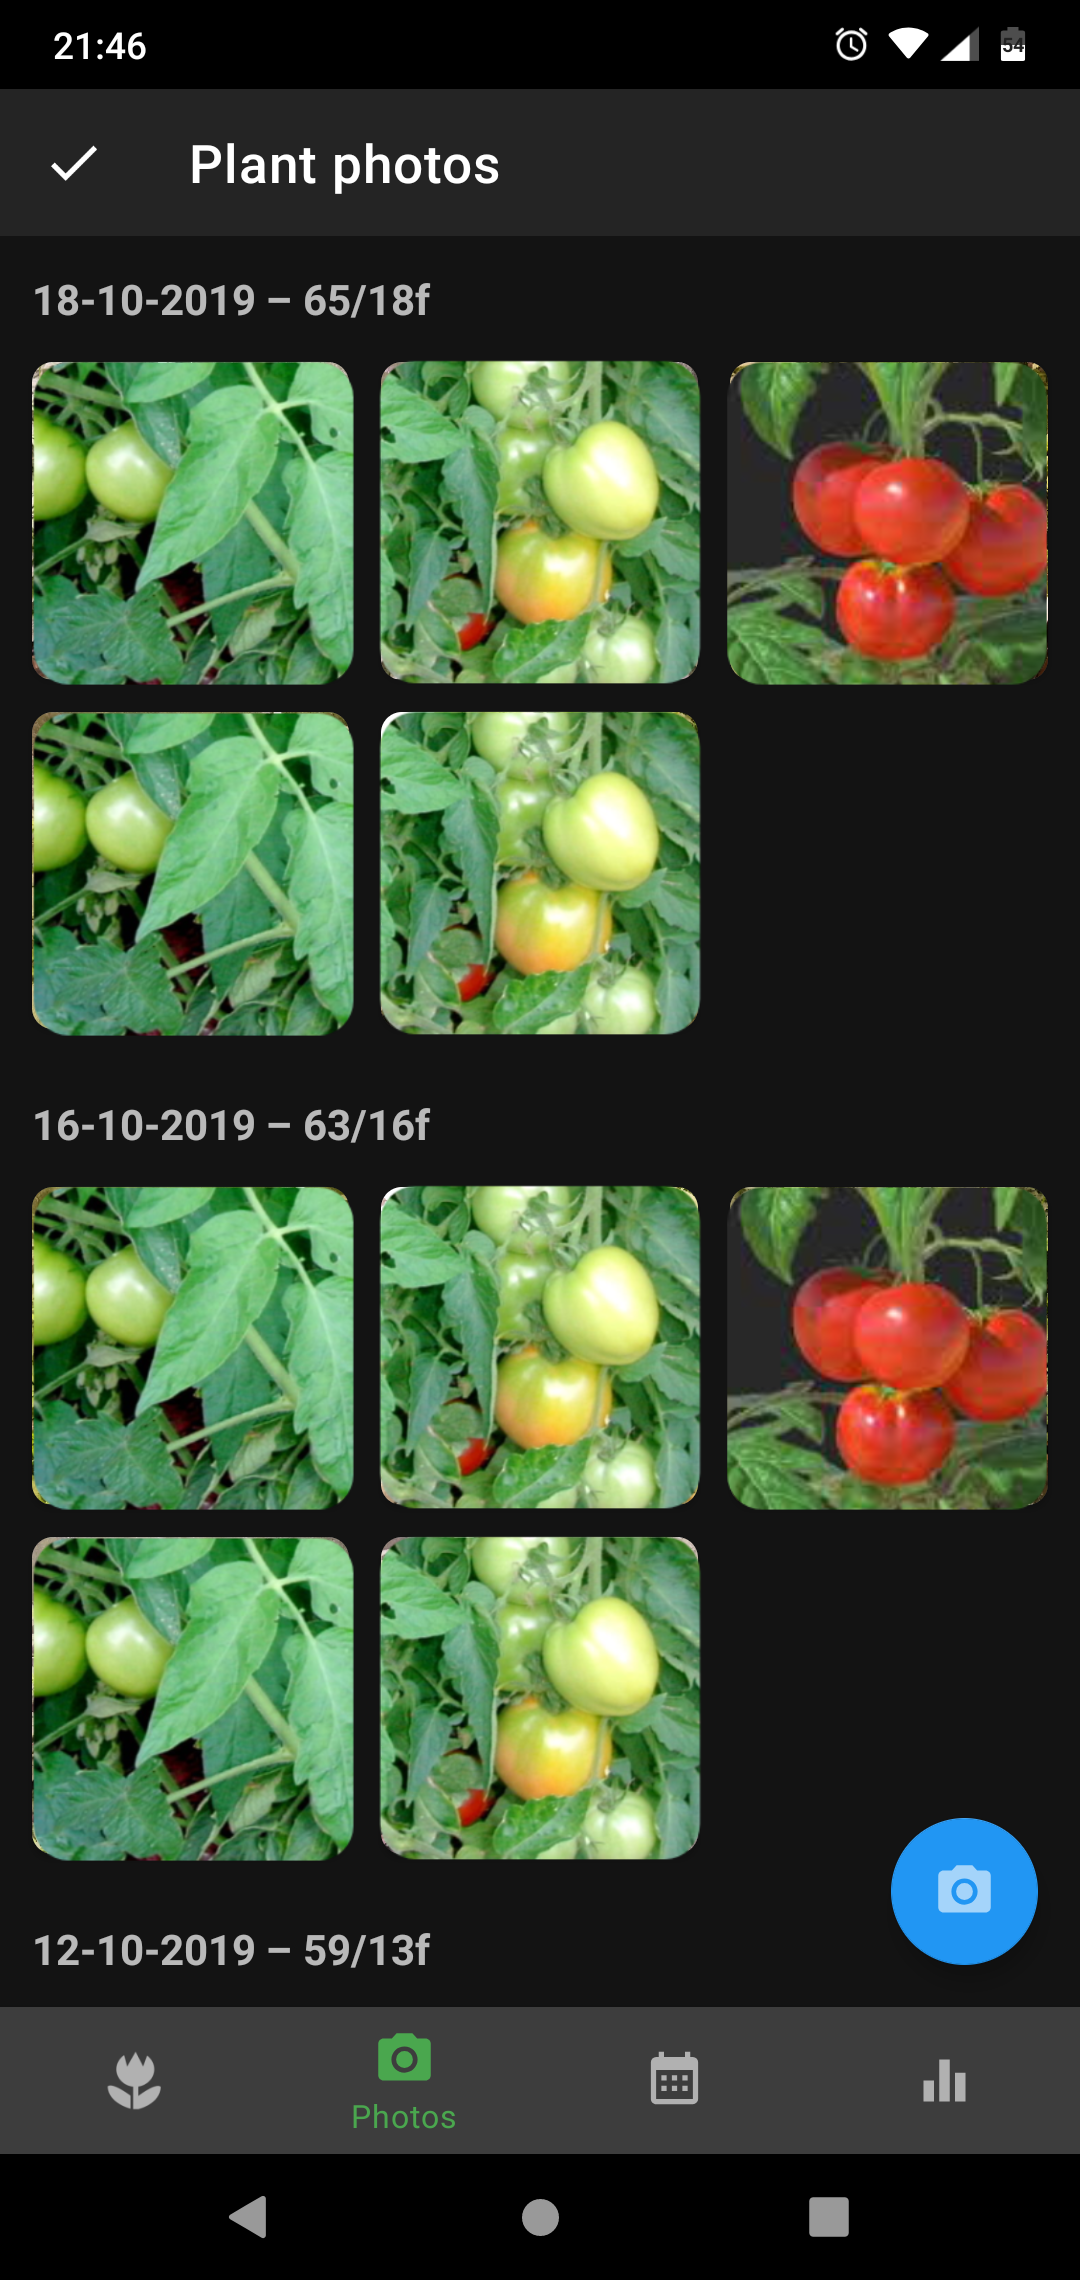 21:46
54
Plant photos
18-10-2019 – 65/18f
16-10-2019 – 63/16f
12-10-2019 – 59/13f
Photos